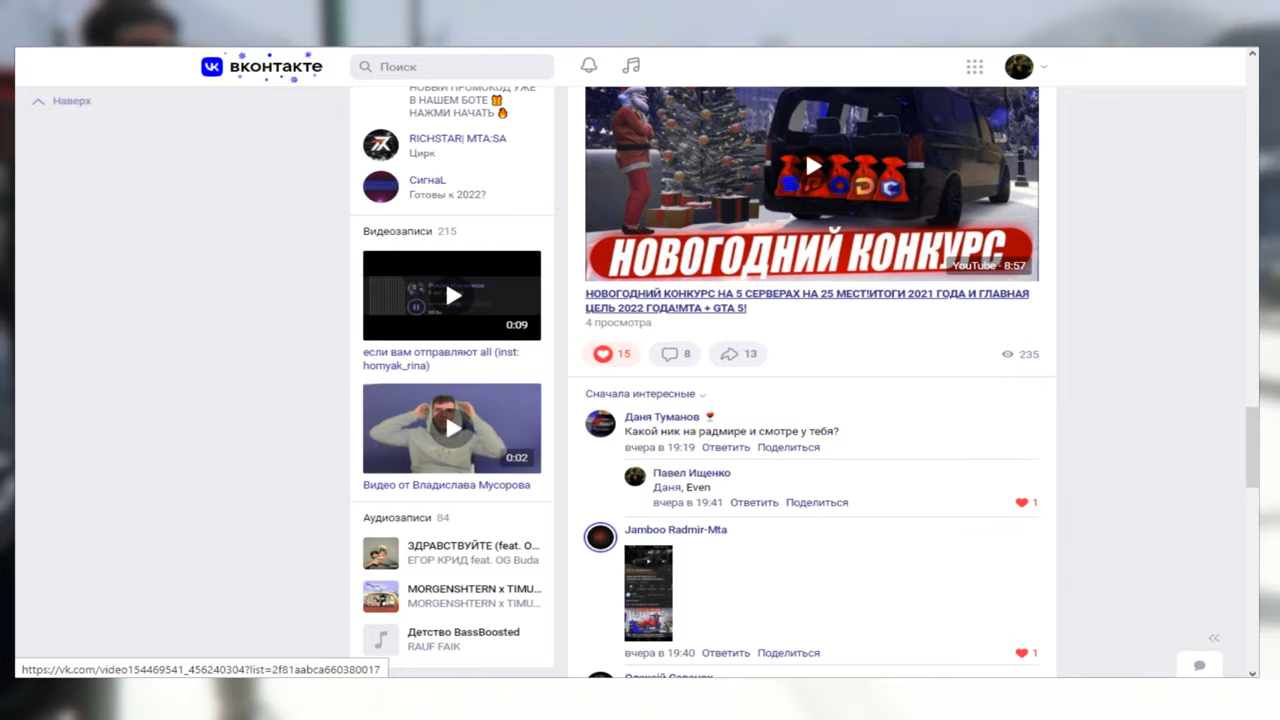 вконтакте
Поиск
Наверх
НОВЫЙ ПРОМОКОД УЖЕ
В НАШЕМ БОТЕ 🎁
НАЖМИ НАЧАТЬ 🔥
RICHSTAR| MTA:SA
Цирк
СигнаL
Готовы к 2022?
Видеозаписи 215
0:09
если вам отправляют all (inst:
homyak_rina)
0:02
Видео от Владислава Мусорова
Аудиозаписи 84
ЗДРАВСТВУЙТЕ (feat. O...
ЕГОР КРИД feat. OG Buda
MORGENSHTERN x TIMU...
MORGENSHTERN x TIMU...
Детство BassBoosted
RAUF FAIK
НОВОГОДНИЙ КОНКУРС
YouTube · 8:57
НОВОГОДНИЙ КОНКУРС НА 5 СЕРВЕРАХ НА 25 МЕСТ!ИТОГИ 2021 ГОДА И ГЛАВНАЯ
ЦЕЛЬ 2022 ГОДА!MTA + GTA 5!
4 просмотра
15 8 13 235
Сначала интересные
Даня Туманов 🍷
Какой ник на радмире и смотре у тебя?
вчера в 19:19 Ответить Поделиться
Павел Ищенко
Даня, Even
вчера в 19:41 Ответить Поделиться 1
Jamboo Radmir-Mta
вчера в 19:40 Ответить Поделиться 1
https://vk.com/video154469541_456240304?list=2f81aabca660380017